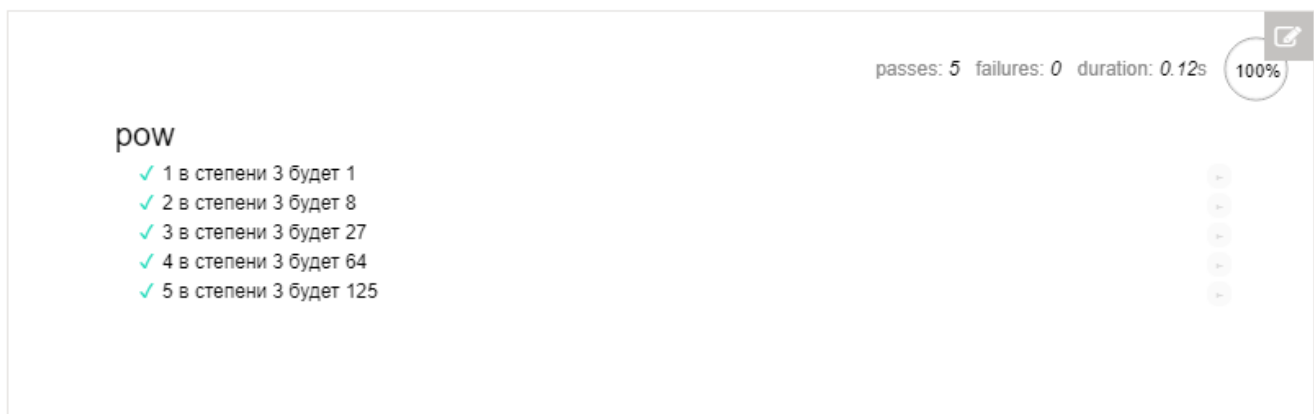 passes: 5 failures: 0 duration: 0.12s 100%
pow
✓ 1 в степени 3 будет 1
✓ 2 в степени 3 будет 8
✓ 3 в степени 3 будет 27
✓ 4 в степени 3 будет 64
✓ 5 в степени 3 будет 125